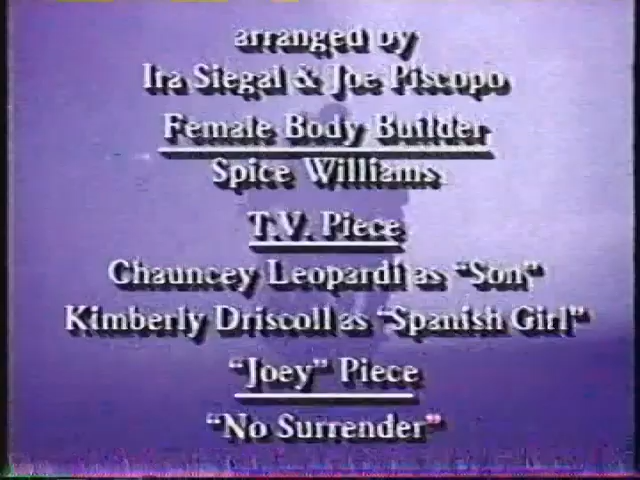 arranged by
Ira Siegal & Joe Piscopo
Female Body Builder
Spice Williams
T.V. Piece
Chauncey Leopardi as "Son"
Kimberly Driscoll as "Spanish Girl"
"Joey" Piece
"No Surrender"